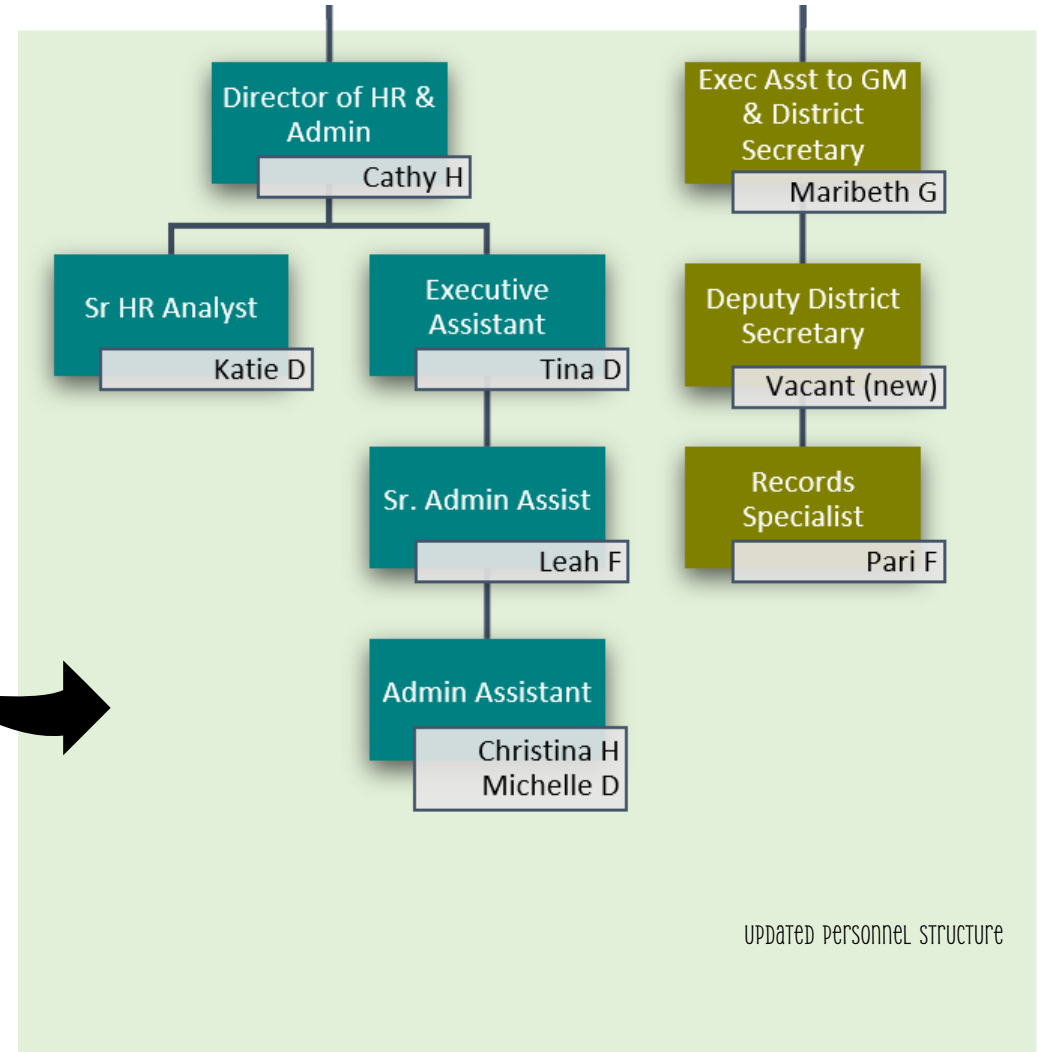 Director of HR &
Admin
Cathy H
Sr HR Analyst
Katie D
Executive
Assistant
Tina D
Sr. Admin Assist
Leah F
Admin Assistant
Christina H
Michelle D
Exec Asst to GM
& District
Secretary
Maribeth G
Deputy District
Secretary
Vacant (new)
Records
Specialist
Pari F
Updated Personnel Structure